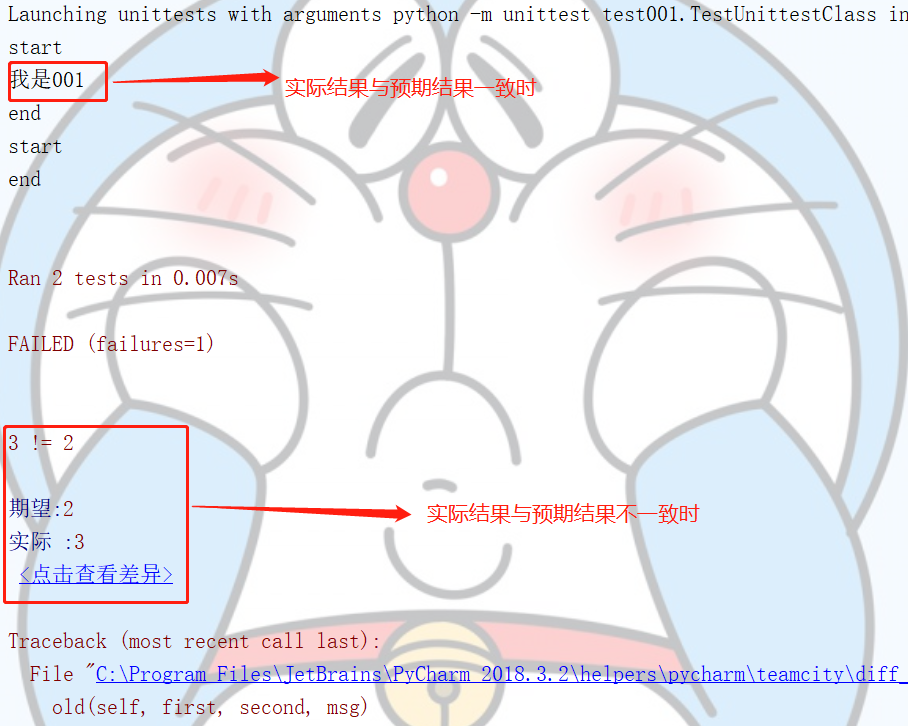 Launching unittests with arguments python -m unittest test001.TestUnittestClass in
start
我是001 实际结果与预期结果一致时
end
start
end
Ran 2 tests in 0.007s
FAILED (failures=1)
3 != 2
期望:2 实际结果与预期结果不一致时
实际 :3
<点击查看差异>
Traceback (most recent call last):
File "C:\Program Files\JetBrains\PyCharm 2018.3.2\helpers\pycharm\teamcity\diff_
old(self, first, second, msg)